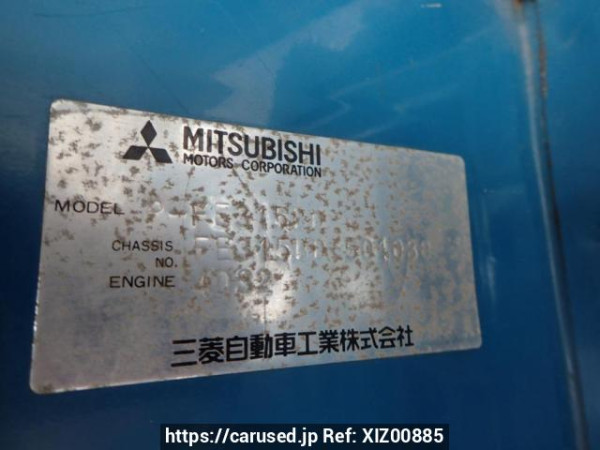 MITSUBISHI
MOTORS CORPORATION
MODEL
CHASSIS
NO.
ENGINE 4D32
三菱自動車工業株式会社
https://carused.jp Ref: XIZ00885